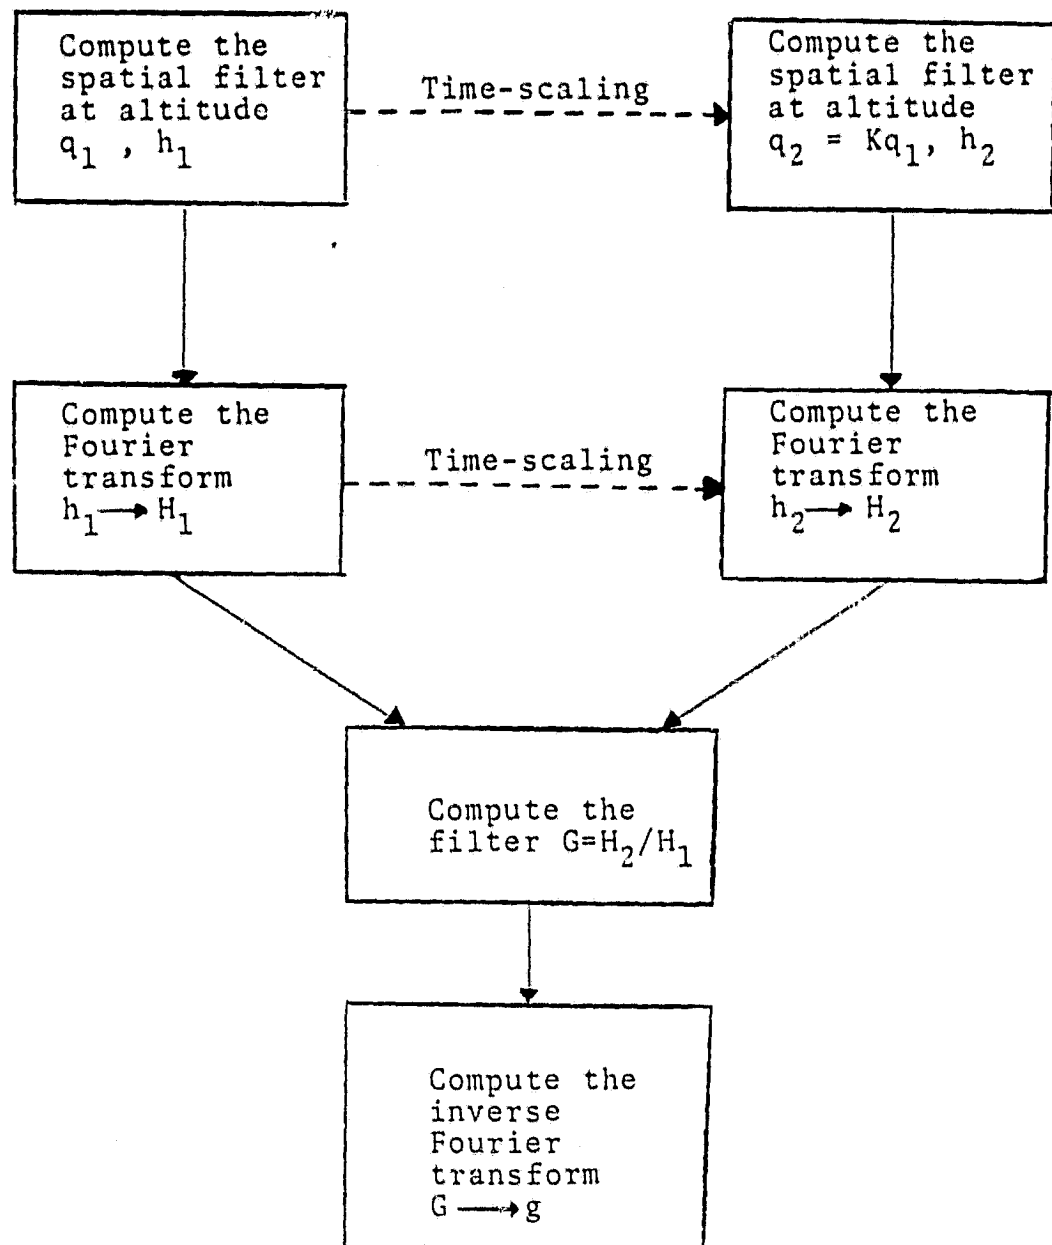 Compute the
spatial filter
at altitude
q₁ , h₁
Time-scaling
Compute the
spatial filter
at altitude
q₂ = Kq₁, h₂
Compute the
Fourier
transform
h₁→ H₁
Time-scaling
Compute the
Fourier
transform
h₂→ H₂
Compute the
filter G=H₂/H₁
Compute the
inverse
Fourier
transform
G→g